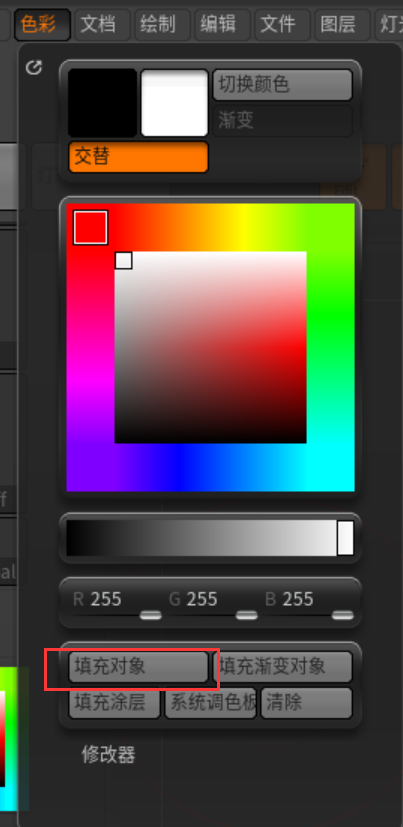 色彩 文档 绘制 编辑 文件 图层 灯
切换颜色
渐变
交替
R 255 G 255 B 255
填充对象 填充渐变对象
填充涂层 系统调色板 清除
修改器